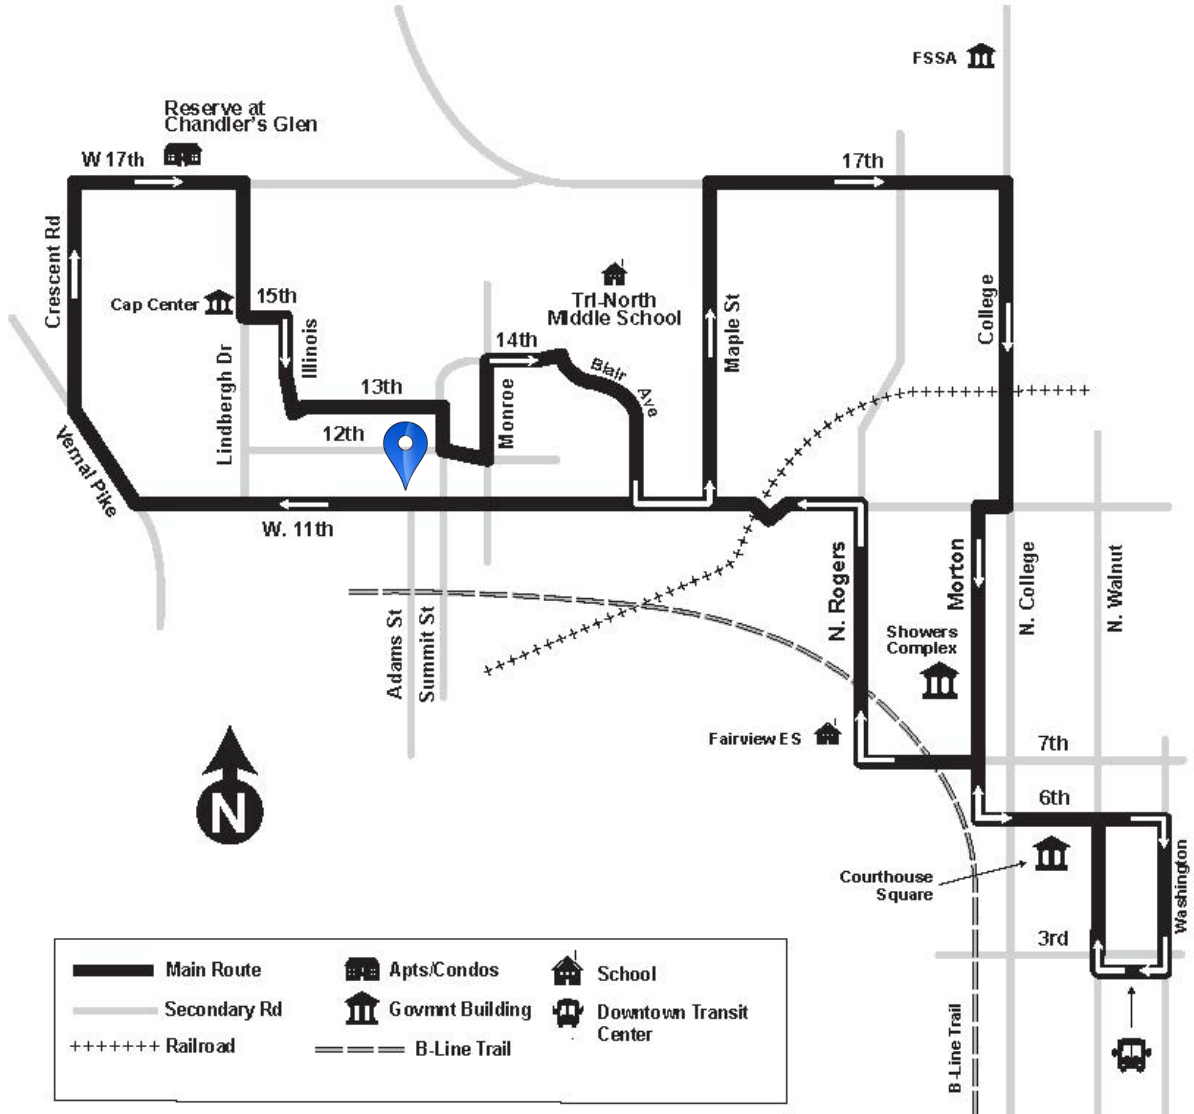 FSSA
Reserve at
Chandler's Glen
W 17th
17th
Crescent Rd
Cap Center
15th
Illinois
Tri-North
Middle School
Maple St
College
14th
Blair
Ave
13th
Monroe
Lindbergh Dr
12th
Vernal Pike
W. 11th
N. Rogers
Morton
N. College
N. Walnut
Adams St
Summit St
Showers
Complex
Fairview ES
7th
N
6th
Courthouse
Square
Washington
3rd
B-Line Trail
Main Route
Apts/Condos
School
Secondary Rd
Govmnt Building
Downtown Transit
Center
Railroad
B-Line Trail